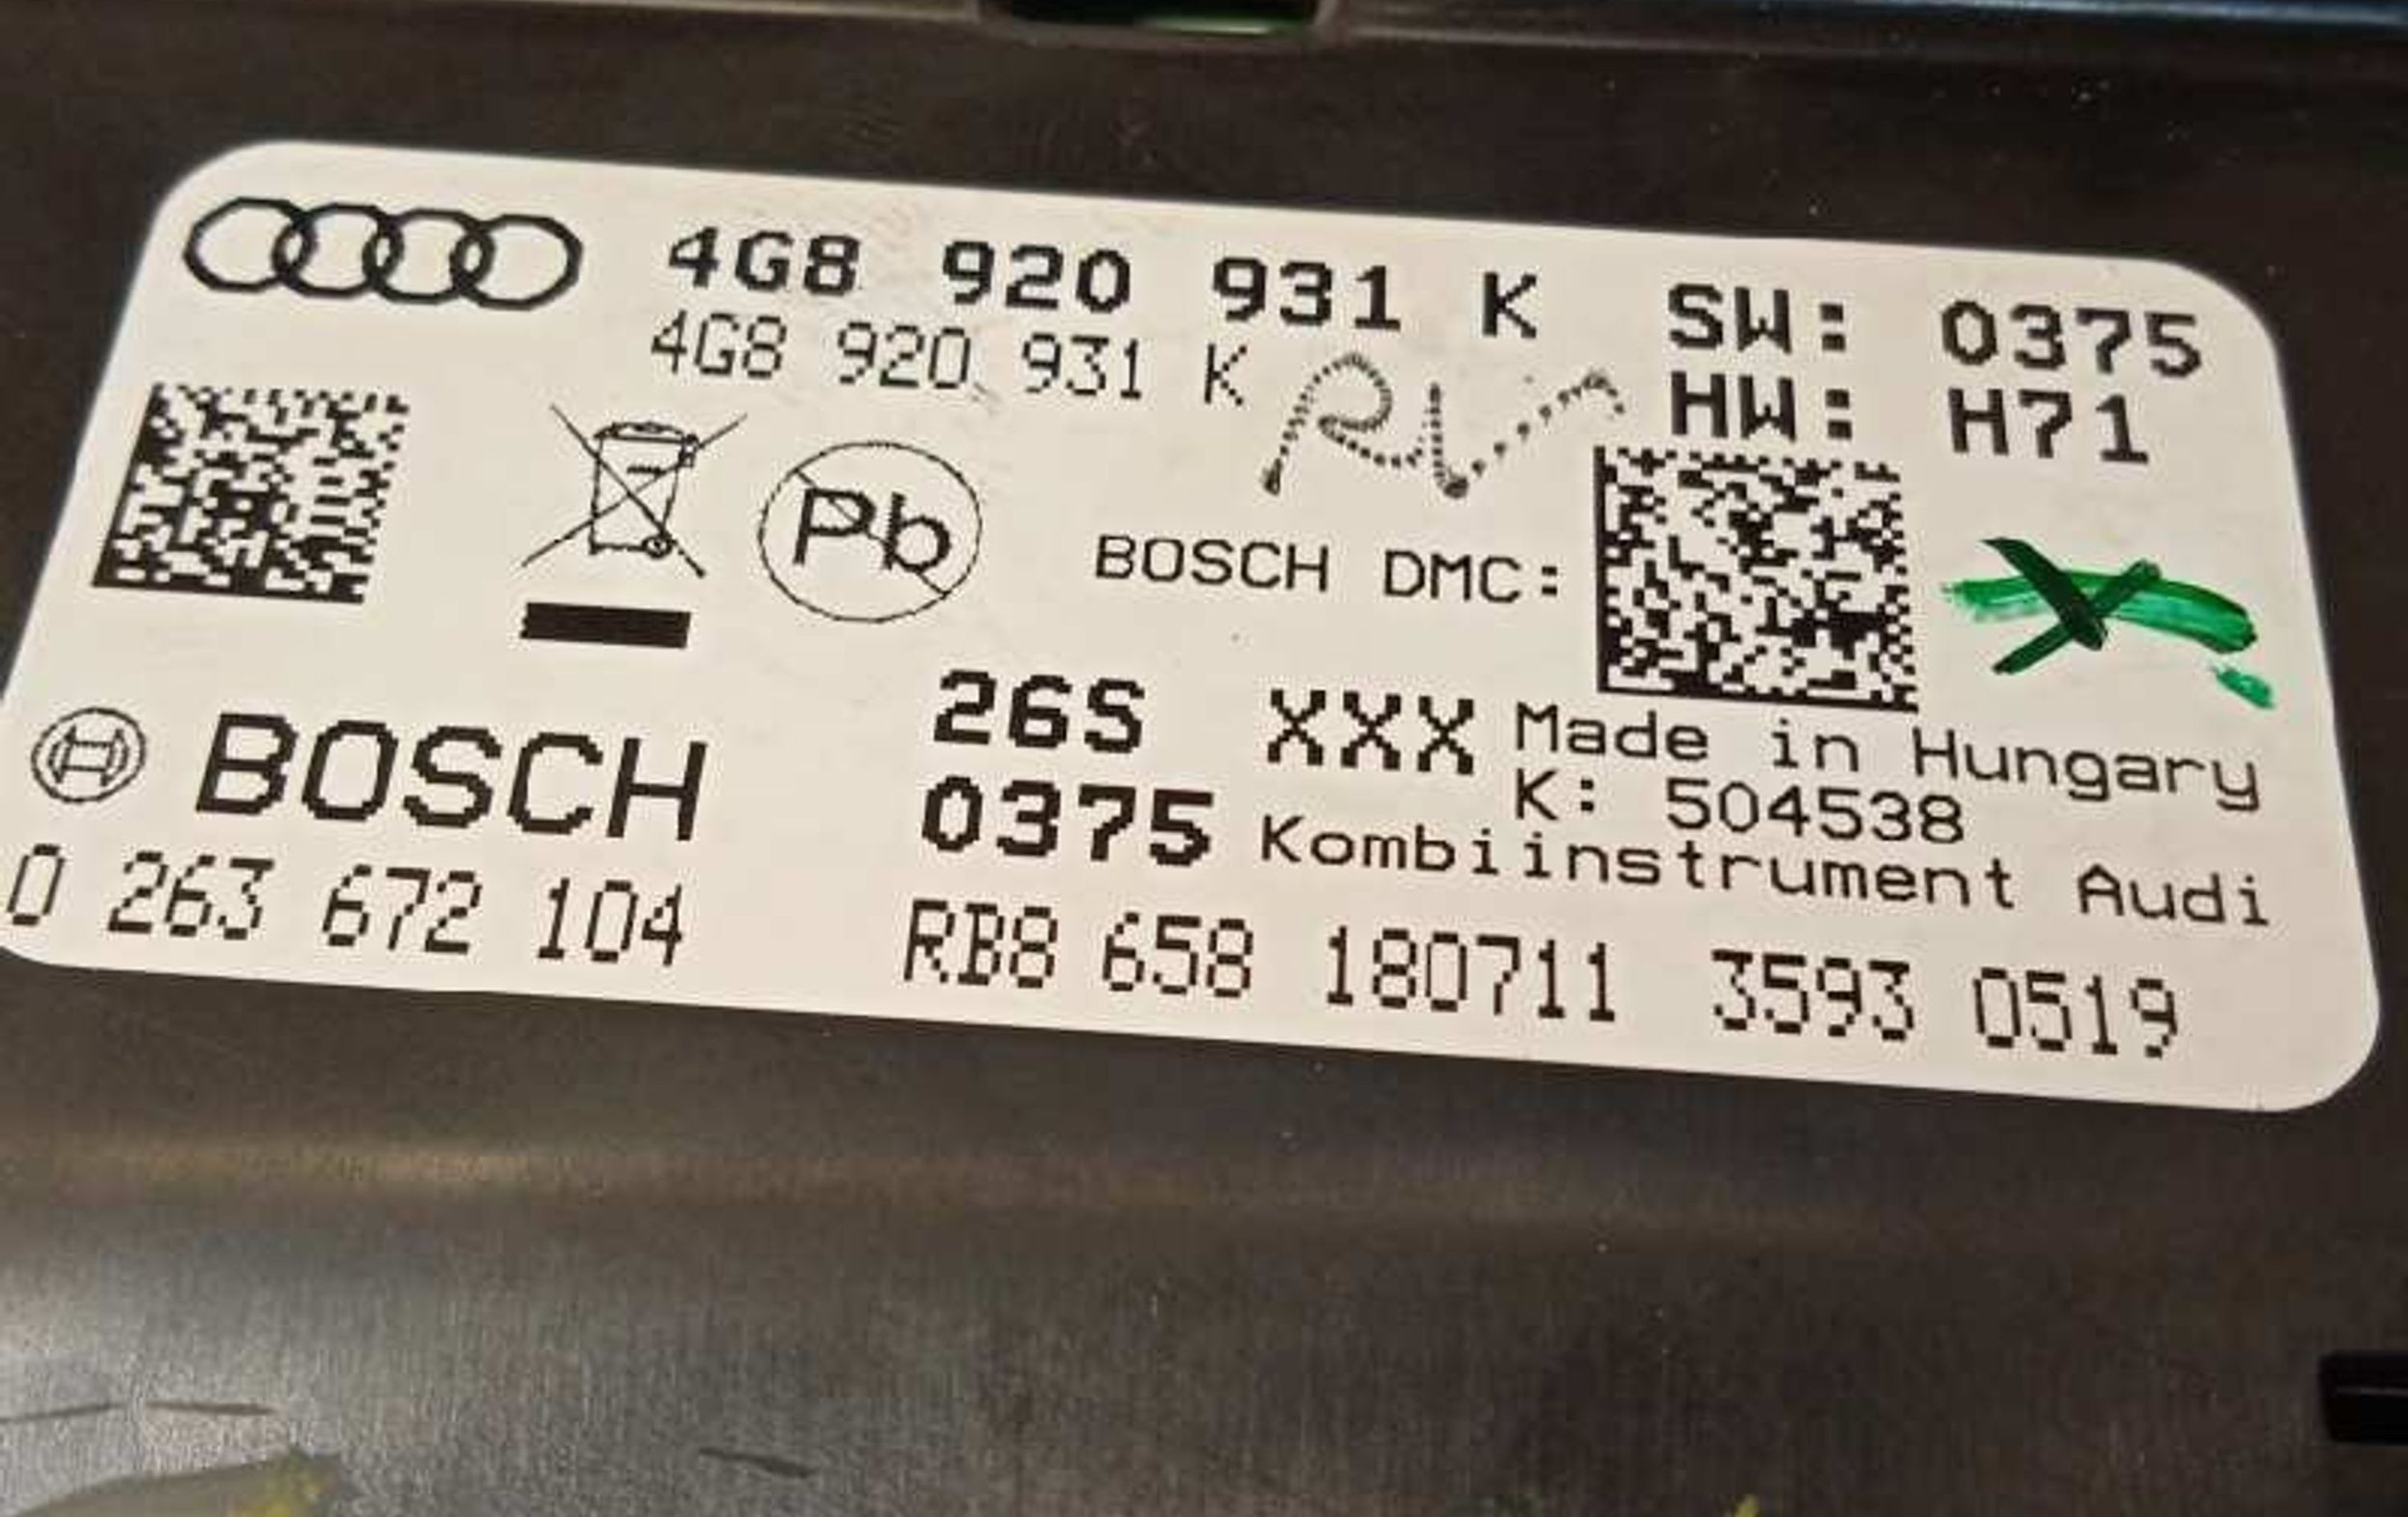 4G8 920 931 K SW: 0375
4G8 920 931 K HW: H71
Pb
BOSCH DMC:
BOSCH 26S XXX Made in Hungary
K: 504538
0375 Kombiinstrument Audi
0 263 672 104 RB8 658 180711 3593 0519